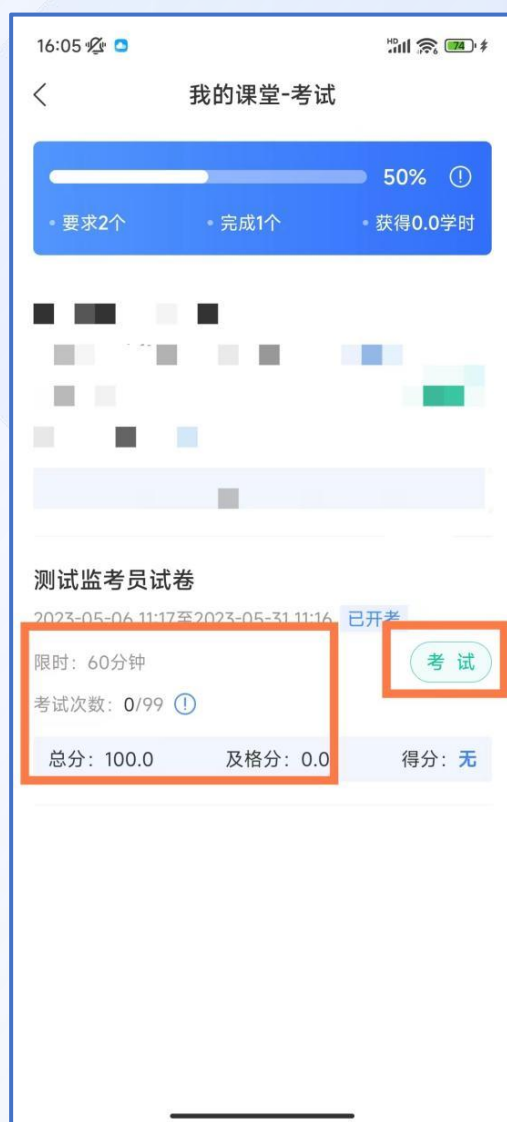 16:05 HD 74
我的课堂-考试
50%
• 要求2个 • 完成1个 • 获得0.0学时
测试监考员试卷
2023-05-06 11:17至2023-05-31 11:16 已开考
限时：60分钟 考试
考试次数：0/99
总分：100.0 及格分：0.0 得分：无